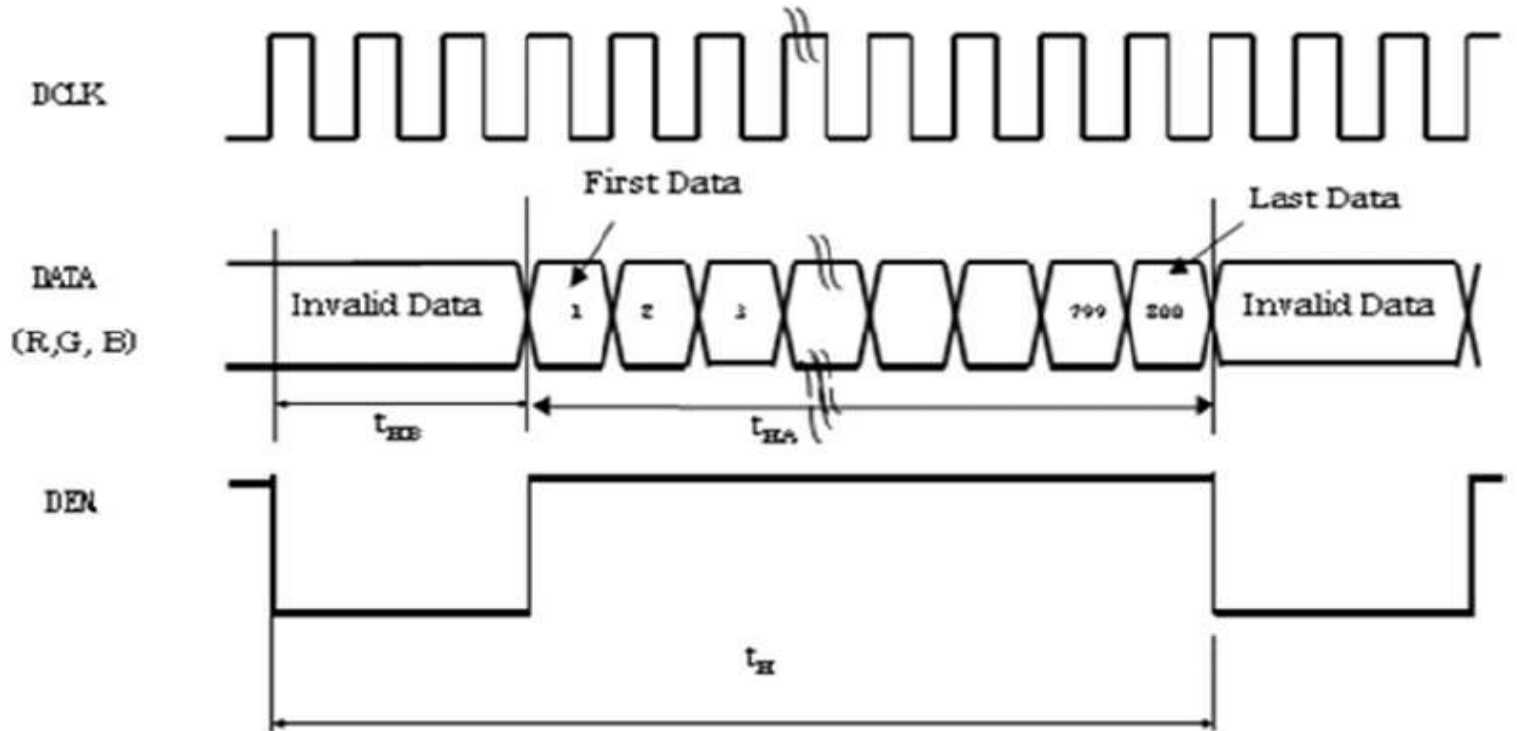 DCLK
First Data
Last Data
DATA
(R,G, B)
Invalid Data
1
2
3
799
800
Invalid Data
tHB
tHA
DEN
tH